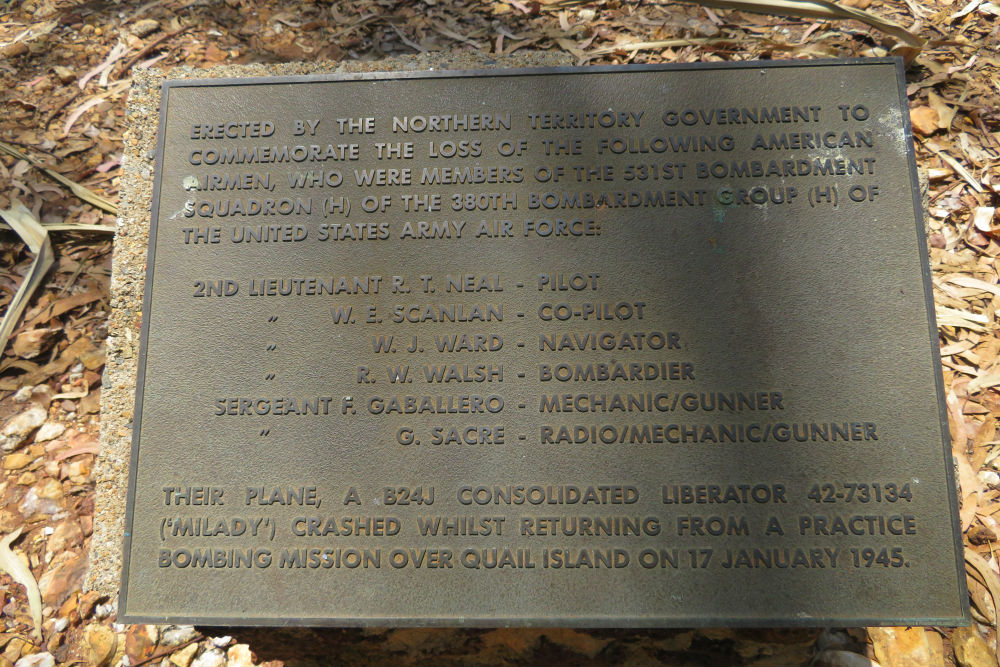 ERECTED BY THE NORTHERN TERRITORY GOVERNMENT TO
COMMEMORATE THE LOSS OF THE FOLLOWING AMERICAN
AIRMEN, WHO WERE MEMBERS OF THE 531ST BOMBARDMENT
SQUADRON (H) OF THE 380TH BOMBARDMENT GROUP (H) OF
THE UNITED STATES ARMY AIR FORCE:
2ND LIEUTENANT R. T. NEAL - PILOT
" W. E. SCANLAN - CO-PILOT
" W. J. WARD - NAVIGATOR
" R. W. WALSH - BOMBARDIER
SERGEANT F. GABALLERO - MECHANIC/GUNNER
" G. SACRE - RADIO/MECHANIC/GUNNER
THEIR PLANE, A B24J CONSOLIDATED LIBERATOR 42-73134
('MILADY') CRASHED WHILST RETURNING FROM A PRACTICE
BOMBING MISSION OVER QUAIL ISLAND ON 17 JANUARY 1945.